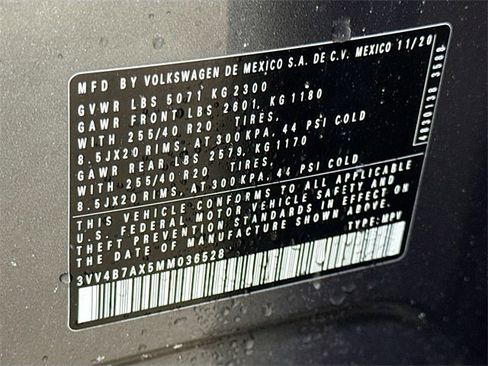 MFD BY VOLKSWAGEN DE MEXICO S.A. DE C.V. MEXICO 11/20
GVWR LBS 5071 KG 2300
GAWR FRONT LBS 2601 KG 1180
WITH 255/40 R20 TIRES,
8.5JX20 RIMS, AT 300 KPA, 44 PSI COLD
GAWR REAR LBS 2579, KG 1170
WITH 255/40 R20 TIRES,
8.5JX20 RIMS, AT 300 KPA, 44 PSI COLD
THIS VEHICLE CONFORMS TO ALL APPLICABLE
U.S. FEDERAL MOTOR VEHICLE SAFETY AND
THEFT PREVENTION STANDARDS IN EFFECT ON
THE DATE OF MANUFACTURE SHOWN ABOVE.
3VV4B7AX5MM036528 TYPE: MPV